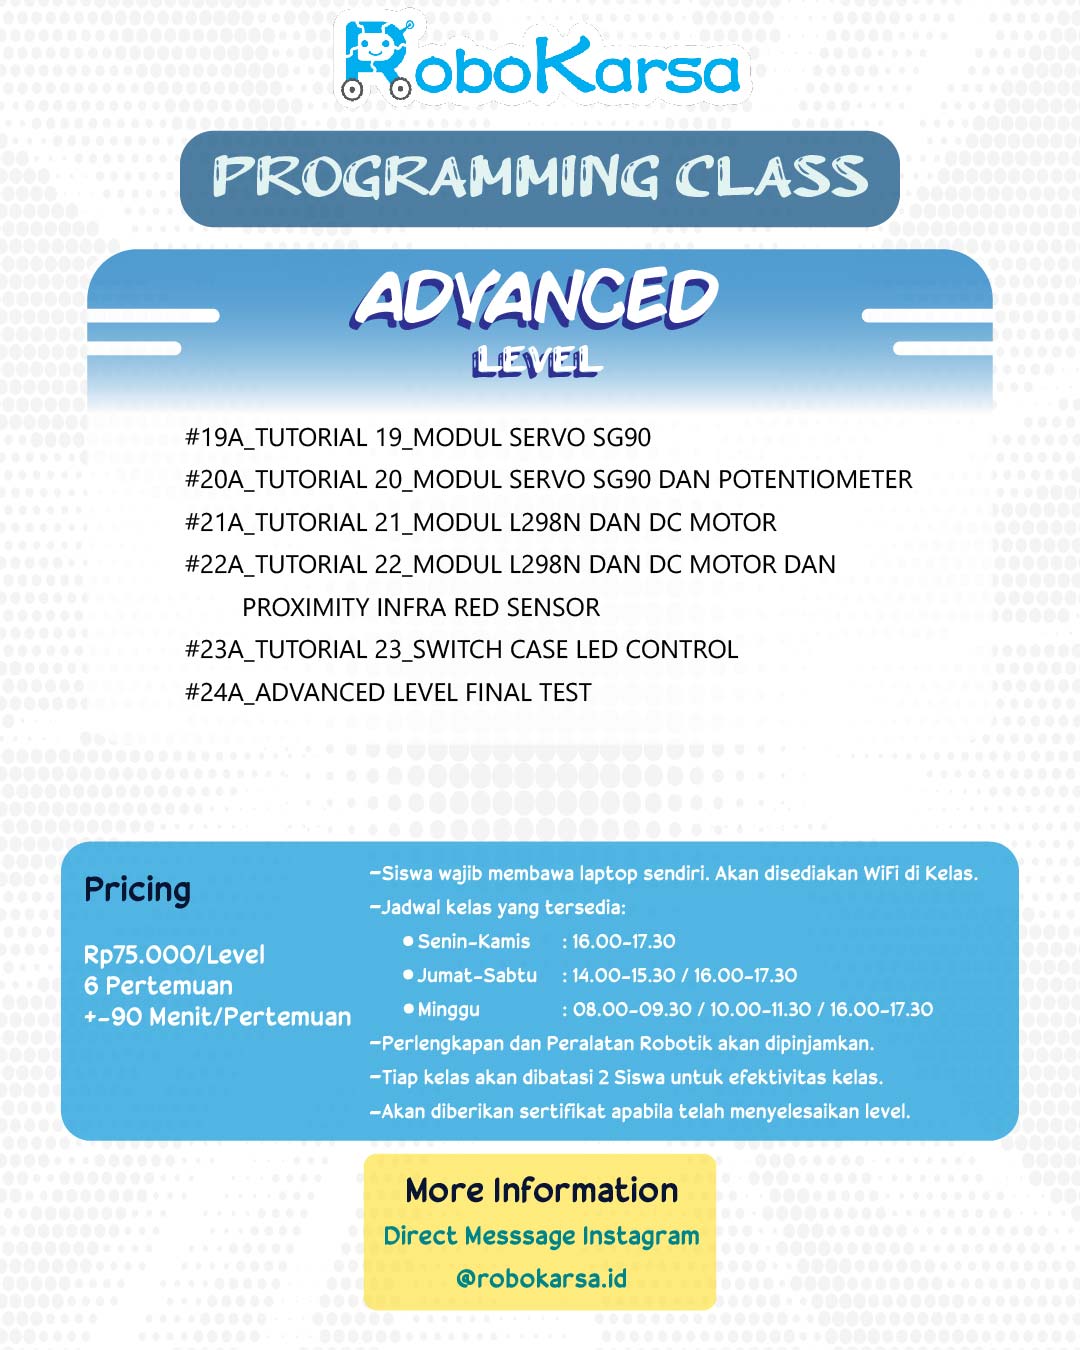 RoboKarsa
PROGRAMMING CLASS
ADVANCED
LEVEL
#19A_TUTORIAL 19_MODUL SERVO SG90
#20A_TUTORIAL 20_MODUL SERVO SG90 DAN POTENTIOMETER
#21A_TUTORIAL 21_MODUL L298N DAN DC MOTOR
#22A_TUTORIAL 22_MODUL L298N DAN DC MOTOR DAN
PROXIMITY INFRA RED SENSOR
#23A_TUTORIAL 23_SWITCH CASE LED CONTROL
#24A_ADVANCED LEVEL FINAL TEST
Pricing
Rp75.000/Level
6 Pertemuan
+-90 Menit/Pertemuan
-Siswa wajib membawa laptop sendiri. Akan disediakan WiFi di Kelas.
-Jadwal kelas yang tersedia:
● Senin-Kamis : 16.00-17.30
● Jumat-Sabtu : 14.00-15.30 / 16.00-17.30
● Minggu : 08.00-09.30 / 10.00-11.30 / 16.00-17.30
-Perlengkapan dan Peralatan Robotik akan dipinjamkan.
-Tiap kelas akan dibatasi 2 Siswa untuk efektivitas kelas.
-Akan diberikan sertifikat apabila telah menyelesaikan level.
More Information
Direct Messsage Instagram
@robokarsa.id